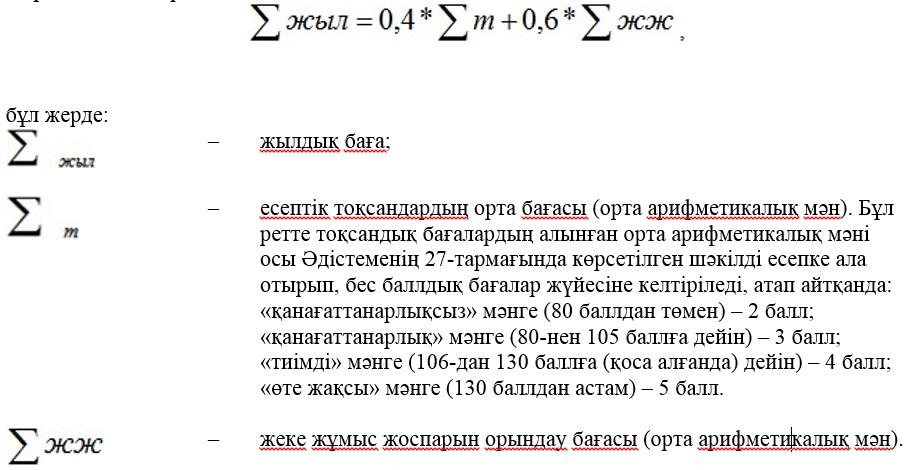 ∑ жыл = 0,4 * ∑ т + 0,6 * ∑ жж ,
бұл жерде:
∑ жыл – жылдық баға;
∑ т – есептік тоқсандардың орта бағасы (орта арифметикалық мән). Бұл
ретте тоқсандық бағалардың алынған орта арифметикалық мәні
осы Әдістеменің 27-тармағында көрсетілген шәкілді есепке ала
отырып, бес баллдық бағалар жүйесіне келтіріледі, атап айтқанда:
«қанағаттанарлықсыз» мәнге (80 баллдан төмен) – 2 балл;
«қанағаттанарлық» мәнге (80-нен 105 баллға дейін) – 3 балл;
«тиімді» мәнге (106-дан 130 баллға (қоса алғанда) дейін) – 4 балл;
«өте жақсы» мәнге (130 баллдан астам) – 5 балл.
∑ жж – жеке жұмыс жоспарын орындау бағасы (орта арифметикалық мән).